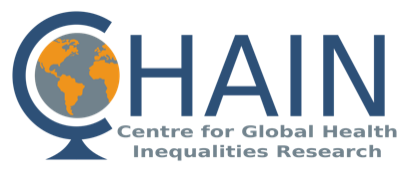 CHAIN
Centre for Global Health
Inequalities Research